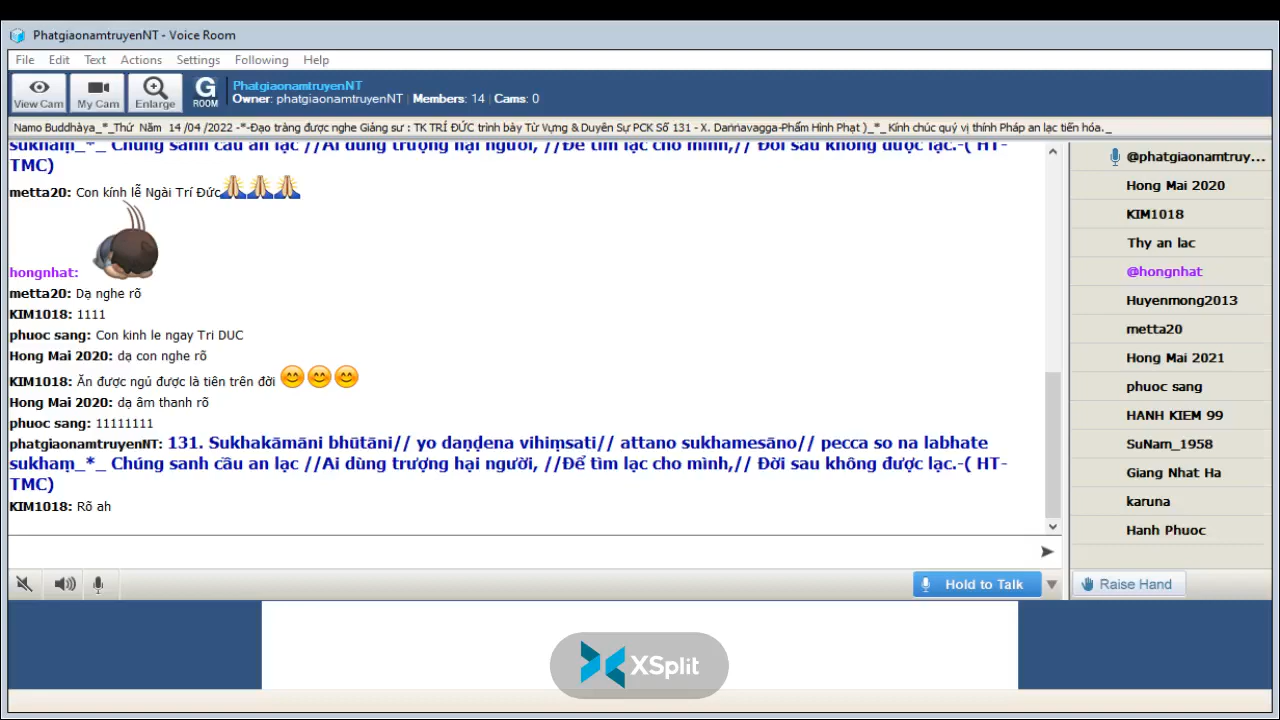 PhatgiaonamtruyenNT - Voice Room
File Edit Text Actions Settings Following Help
View Cam My Cam Enlarge G ROOM
PhatgiaonamtruyenNT
Owner: phatgiaonamtruyenNT | Members: 14 | Cams: 0
Namo Buddhàya_*_Thứ Năm 14 /04 /2022 -*-Đạo tràng được nghe Giảng sư : TK TRÍ ĐỨC trình bày Từ Vựng & Duyên Sự PCK Số 131 - X. Daṇṇavagga-Phẩm Hình Phạt )_*_ Kính chúc quý vị thính Pháp an lạc tiến hóa._
sukhaṃ_*_ Chúng sanh cầu an lạc //Ai dùng trượng hại người, //Để tìm lạc cho mình,// Đời sau không được lạc.-( HT-
TMC)
metta20: Con kính lễ Ngài Trí Đức
hongnhat:
metta20: Dạ nghe rõ
KIM1018: 1111
phuoc sang: Con kinh le ngay Tri DUC
Hong Mai 2020: dạ con nghe rõ
KIM1018: Ăn được ngủ được là tiên trên đời
Hong Mai 2020: dạ âm thanh rõ
phuoc sang: 11111111
phatgiaonamtruyenNT: 131. Sukhakāmāni bhūtāni// yo daṇḍena vihiṃsati// attano sukhamesāno// pecca so na labhate
sukhaṃ_*_ Chúng sanh cầu an lạc //Ai dùng trượng hại người, //Để tìm lạc cho mình,// Đời sau không được lạc.-( HT-
TMC)
KIM1018: Rõ ah
@phatgiaonamtruy...
Hong Mai 2020
KIM1018
Thy an lac
@hongnhat
Huyenmong2013
metta20
Hong Mai 2021
phuoc sang
HANH KIEM 99
SuNam_1958
Giang Nhat Ha
karuna
Hanh Phuoc
Hold to Talk
Raise Hand
XSplit